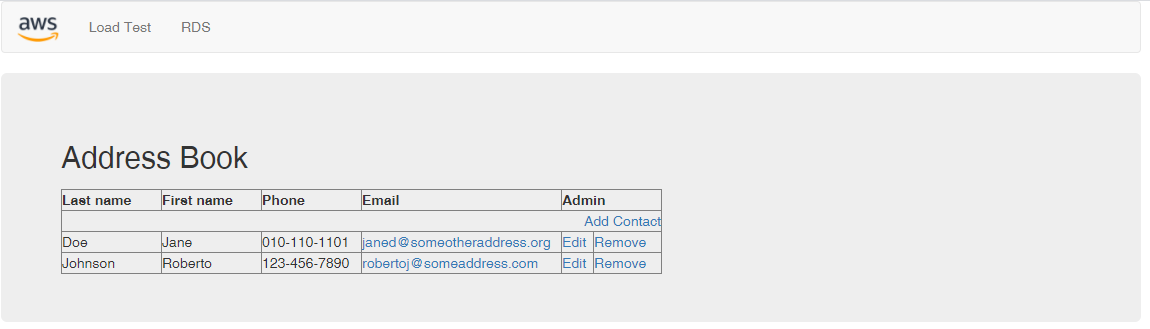 aws Load Test RDS
Address Book
Last name First name Phone Email Admin
Add Contact
Doe Jane 010-110-1101 janed@someotheraddress.org Edit Remove
Johnson Roberto 123-456-7890 robertoj@someaddress.com Edit Remove